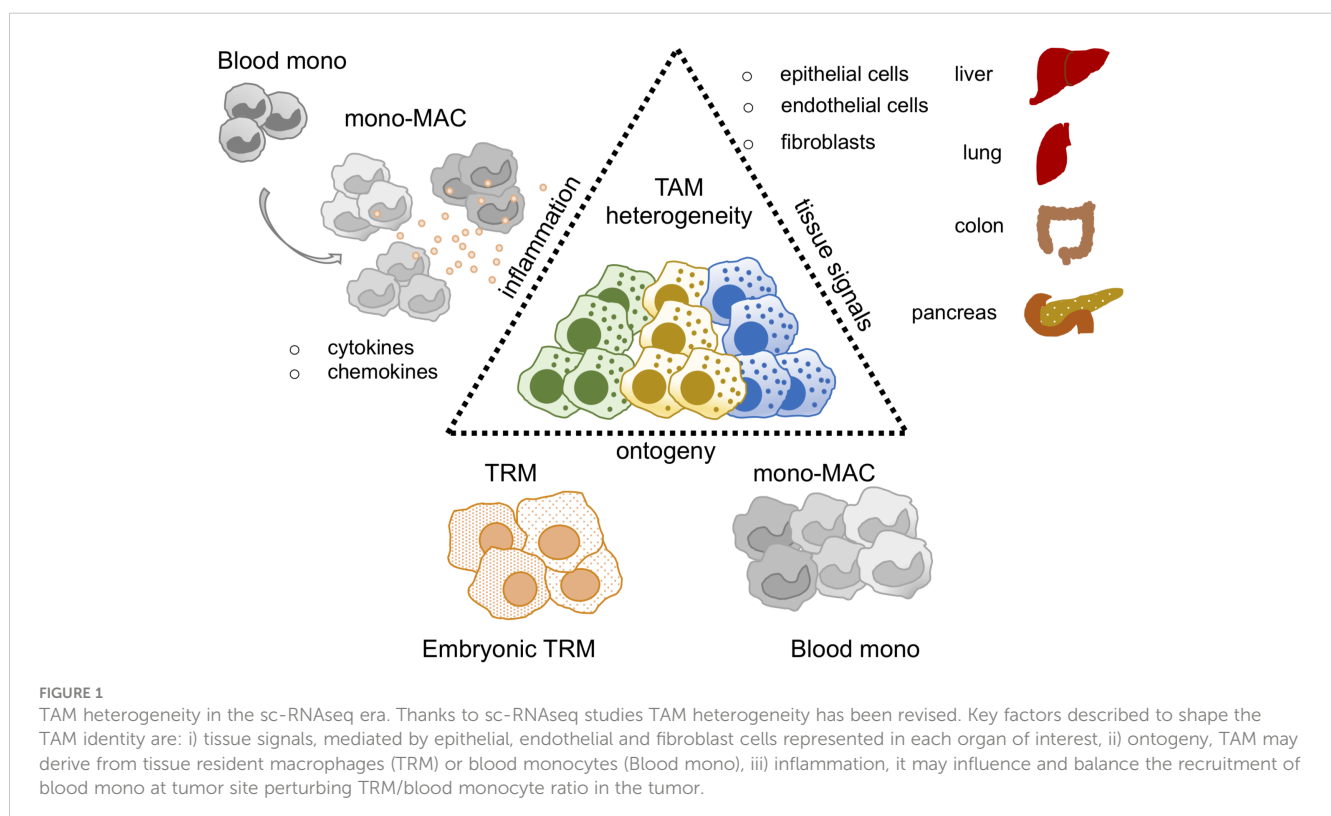 Blood mono
mono-MAC
inflammation
cytokines
chemokines
TAM
heterogeneity
tissue signals
epithelial cells
endothelial cells
fibroblasts
liver
lung
colon
pancreas
ontogeny
TRM
mono-MAC
Embryonic TRM
Blood mono
FIGURE 1
TAM heterogeneity in the sc-RNAseq era. Thanks to sc-RNAseq studies TAM heterogeneity has been revised. Key factors described to shape the
TAM identity are: i) tissue signals, mediated by epithelial, endothelial and fibroblast cells represented in each organ of interest, ii) ontogeny, TAM may
derive from tissue resident macrophages (TRM) or blood monocytes (Blood mono), iii) inflammation, it may influence and balance the recruitment of
blood mono at tumor site perturbing TRM/blood monocyte ratio in the tumor.